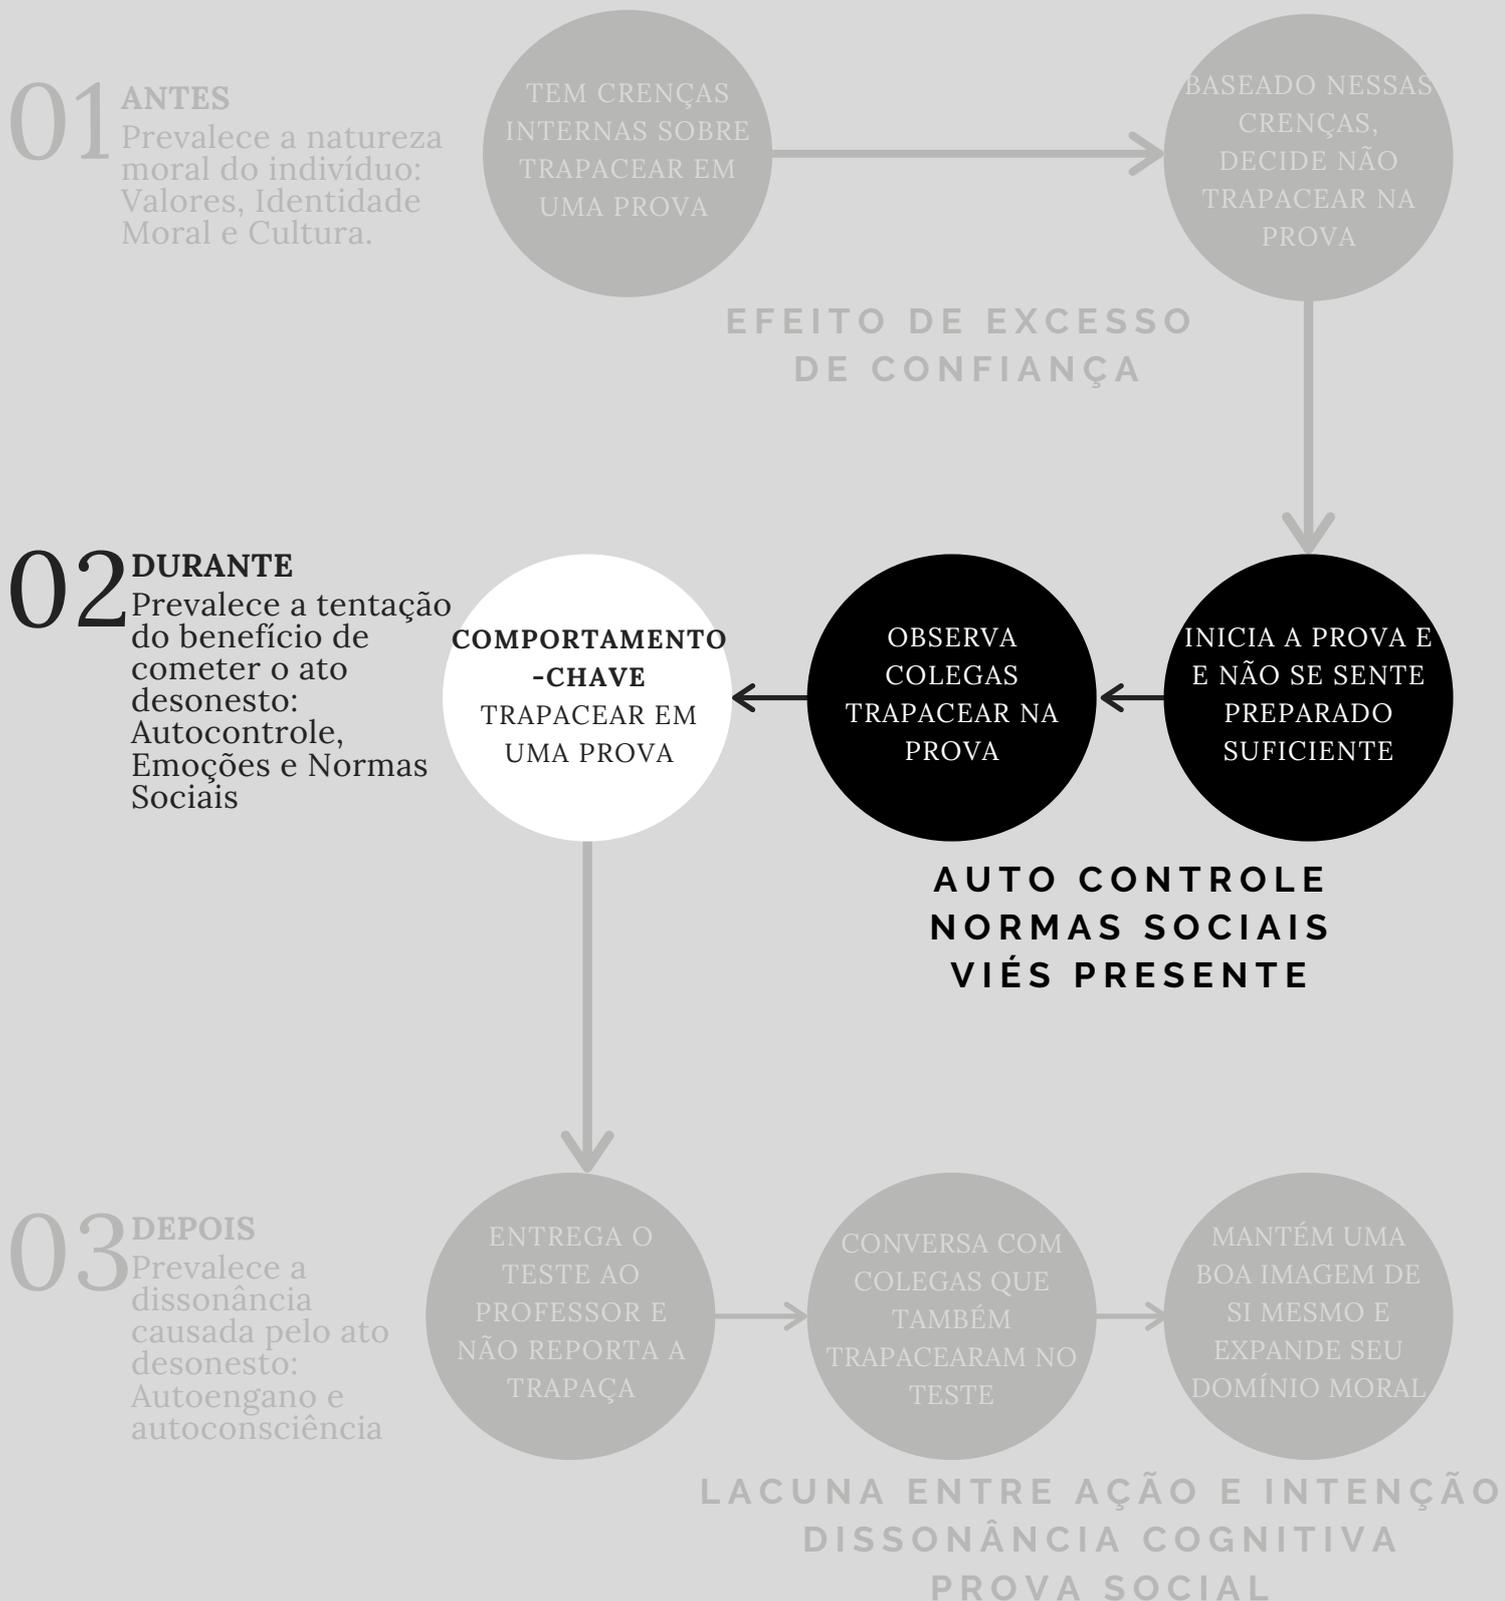 01
ANTES
Prevalece a natureza
moral do indivíduo:
Valores, Identidade
Moral e Cultura.
TEM CRENÇAS
INTERNAS SOBRE
TRAPACEAR EM
UMA PROVA
BASEADO NESSAS
CRENÇAS,
DECIDE NÃO
TRAPACEAR NA
PROVA
EFEITO DE EXCESSO
DE CONFIANÇA
02
DURANTE
Prevalece a tentação
do benefício de
cometer o ato
desonesto:
Autocontrole,
Emoções e Normas
Sociais
COMPORTAMENTO
-CHAVE
TRAPACEAR EM
UMA PROVA
OBSERVA
COLEGAS
TRAPACEAR NA
PROVA
INICIA A PROVA E
E NÃO SE SENTE
PREPARADO
SUFICIENTE
AUTO CONTROLE
NORMAS SOCIAIS
VIÉS PRESENTE
03
DEPOIS
Prevalece a
dissonância
causada pelo ato
desonesto:
Autoengano e
autoconsciência
ENTREGA O
TESTE AO
PROFESSOR E
NÃO REPORTA A
TRAPAÇA
CONVERSA COM
COLEGAS QUE
TAMBÉM
TRAPACEARAM NO
TESTE
MANTÉM UMA
BOA IMAGEM DE
SI MESMO E
EXPANDE SEU
DOMÍNIO MORAL
LACUNA ENTRE AÇÃO E INTENÇÃO
DISSONÂNCIA COGNITIVA
PROVA SOCIAL